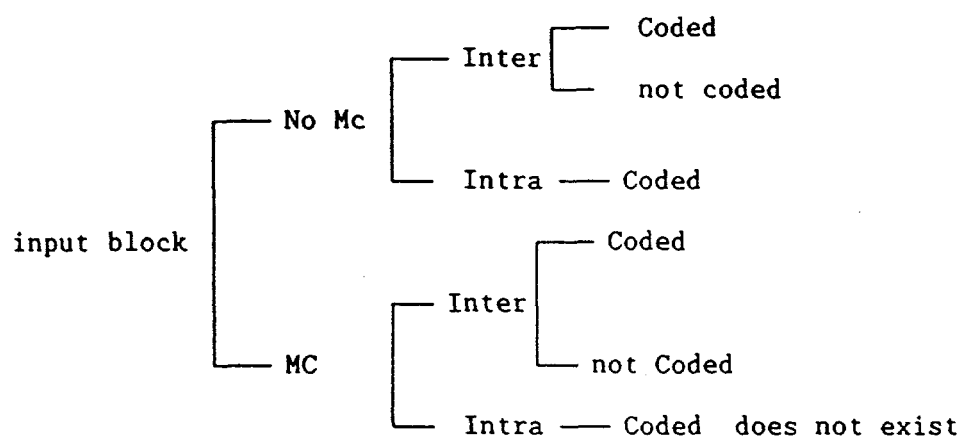 Coded
Inter
not coded
No Mc
Intra Coded
input block
Coded
Inter
MC
not Coded
Intra Coded does not exist